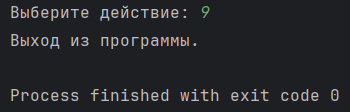 Выберите действие: 9
Выход из программы.
Process finished with exit code 0